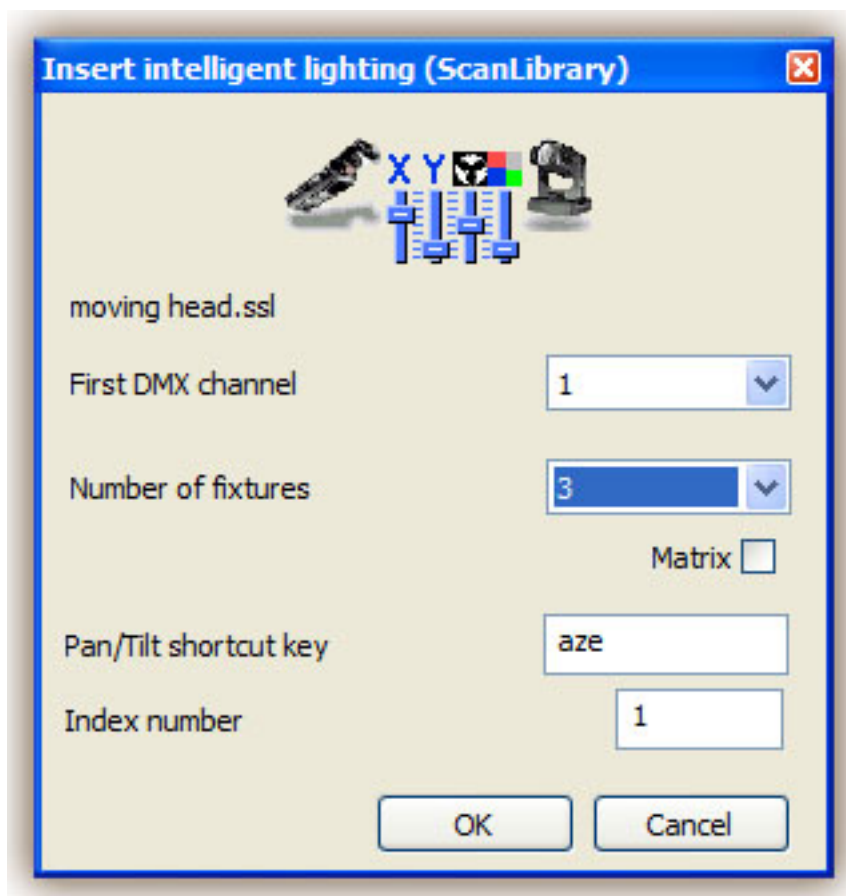 Insert intelligent lighting (ScanLibrary)
X Y
moving head.ssl
First DMX channel 1
Number of fixtures 3
Matrix
Pan/Tilt shortcut key aze
Index number 1
OK Cancel